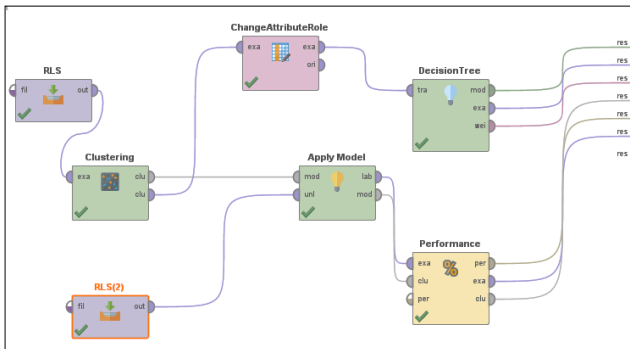 ChangeAttributeRole
exa exa
ori
res
res
res
res
res
res
res
RLS
fil out
DecisionTree
tra mod
exa
wei
Clustering
exa clu
clu
Apply Model
mod lab
unl mod
Performance
exa per
clu exa
per clu
RLS(2)
fil out